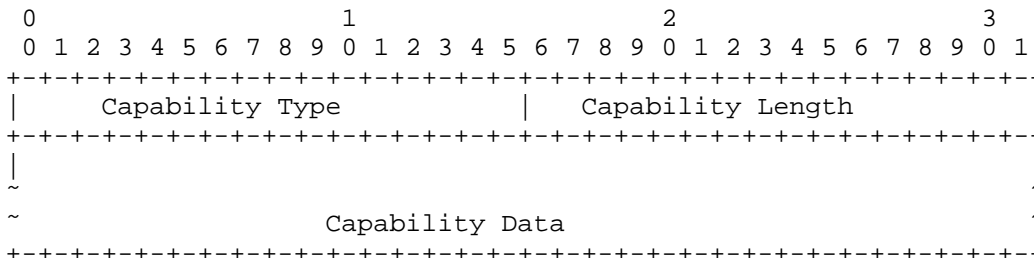 0                   1                   2                   3
0 1 2 3 4 5 6 7 8 9 0 1 2 3 4 5 6 7 8 9 0 1 2 3 4 5 6 7 8 9 0 1
+-+-+-+-+-+-+-+-+-+-+-+-+-+-+-+-+-+-+-+-+-+-+-+-+-+-+-+-+-+-+-+-
|     Capability Type           |   Capability Length
+-+-+-+-+-+-+-+-+-+-+-+-+-+-+-+-+-+-+-+-+-+-+-+-+-+-+-+-+-+-+-+-
|
~                                                               ~
~                   Capability Data                             ~
+-+-+-+-+-+-+-+-+-+-+-+-+-+-+-+-+-+-+-+-+-+-+-+-+-+-+-+-+-+-+-+-